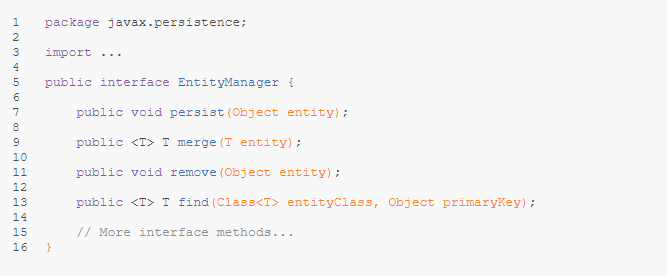 1 package javax.persistence;
2
3 import ...
4
5 public interface EntityManager {
6
7     public void persist(Object entity);
8
9     public <T> T merge(T entity);
10
11     public void remove(Object entity);
12
13     public <T> T find(Class<T> entityClass, Object primaryKey);
14
15     // More interface methods...
16 }